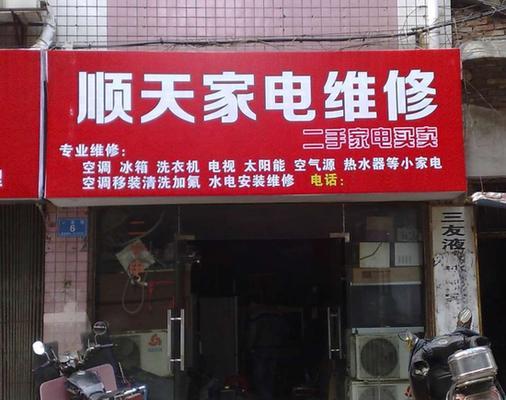 顺天家电维修
二手家电买卖
专业维修：
空调 冰箱 洗衣机 电视 太阳能 空气源 热水器等小家电
空调移装清洗加氟 水电安装维修 电话：
6
三友液